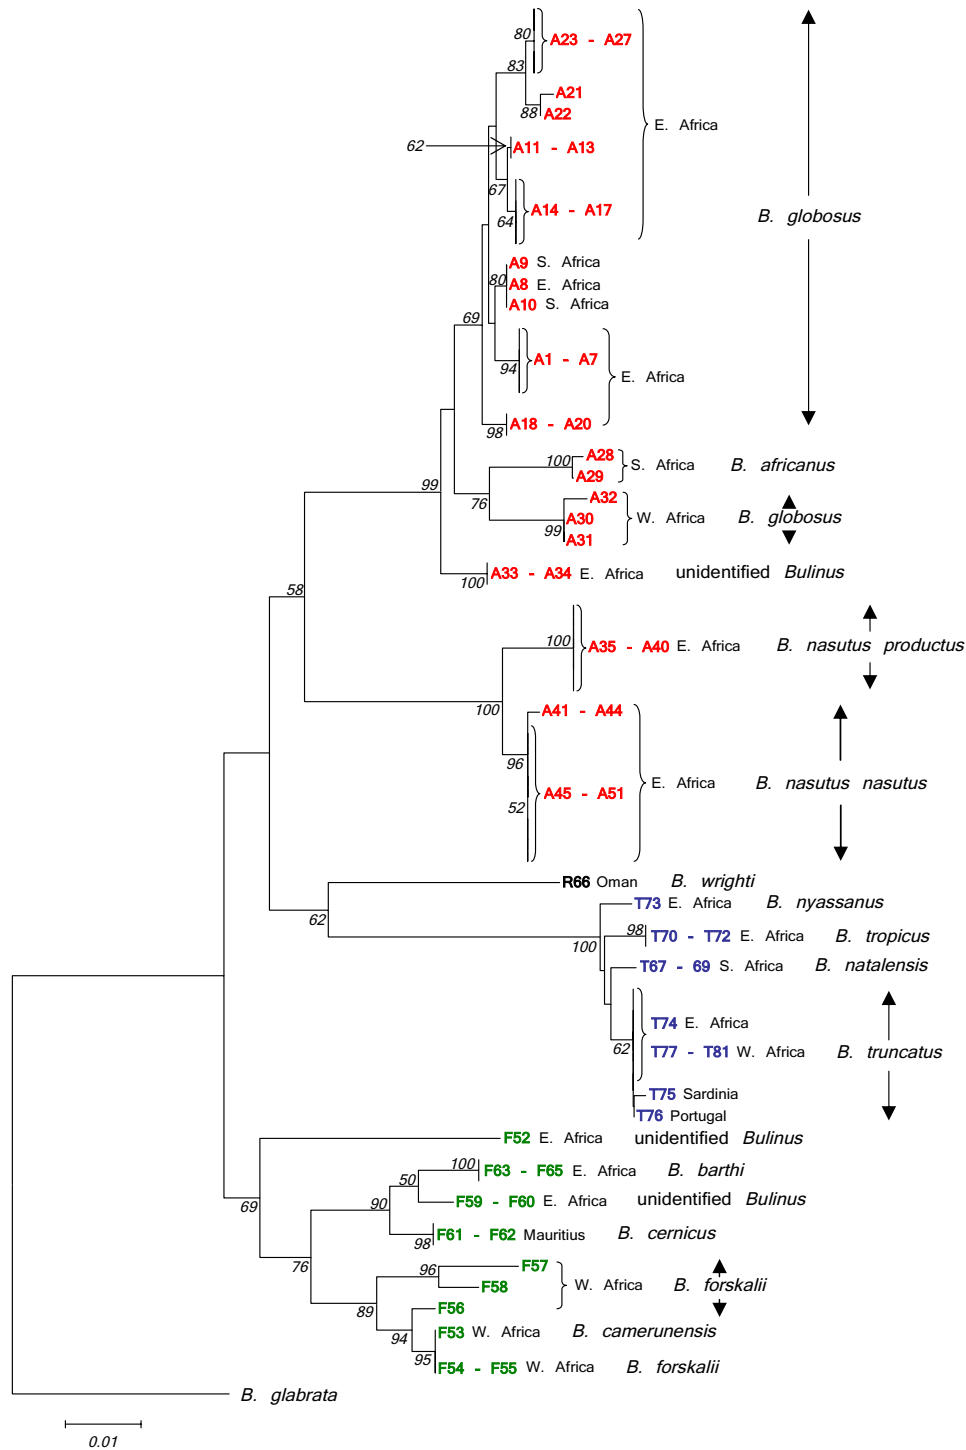 80
A23 - A27
83
A21
88
A22
E. Africa
62
A11 - A13
67
A14 - A17
64
B. globosus
A9 S. Africa
80
A8 E. Africa
A10 S. Africa
69
A1 - A7
94
E. Africa
A18 - A20
98
A28
100
S. Africa
B. africanus
A29
99
76
A32
A30
W. Africa
B. globosus
99
A31
A33 - A34 E. Africa
unidentified Bulinus
100
58
100
A35 - A40 E. Africa
B. nasutus productus
100
A41 - A44
96
E. Africa
B. nasutus nasutus
52
A45 - A51
R66 Oman
B. wrighti
62
T73 E. Africa
B. nyassanus
98
T70 - T72 E. Africa
B. tropicus
100
T67 - 69 S. Africa
B. natalensis
T74 E. Africa
62
T77 - T81 W. Africa
B. truncatus
T75 Sardinia
T76 Portugal
F52 E. Africa
unidentified Bulinus
100
F63 - F65 E. Africa
B. barthi
50
69
90
F59 - F60 E. Africa
unidentified Bulinus
F61 - F62 Mauritius
B. cernicus
98
76
F57
96
F58
W. Africa
B. forskalii
89
F56
94
F53 W. Africa
B. camerunensis
95
F54 - F55 W. Africa
B. forskalii
B. glabrata
0.01